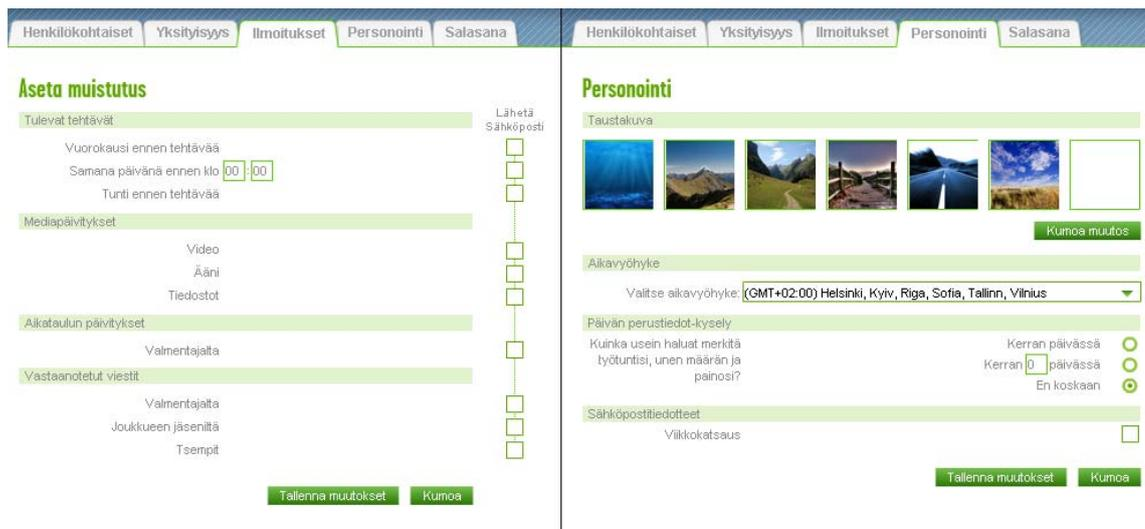 Henkilökohtaiset Yksityisyys Ilmoitukset Personointi Salasana
Aseta muistutus
Lähetä
Sähköposti
Tulevat tehtävät
Vuorokausi ennen tehtävää
Samana päivänä ennen klo 00 : 00
Tunti ennen tehtävää
Mediapäivitykset
Video
Ääni
Tiedostot
Aikataulun päivitykset
Valmentajalta
Vastaanotetut viestit
Valmentajalta
Joukkueen jäseniltä
Tsempit
Tallenna muutokset Kumoa
Henkilökohtaiset Yksityisyys Ilmoitukset Personointi Salasana
Personointi
Taustakuva
Kumoa muutos
Aikavyöhyke
Valitse aikavyöhyke: (GMT+02:00) Helsinki, Kyiv, Riga, Sofia, Tallinn, Vilnius
Päivän perustiedot-kysely
Kuinka usein haluat merkitä
työtuntisi, unen määrän ja
painosi?
Kerran päivässä
Kerran 0 päivässä
En koskaan
Sähköpostitiedotteet
Viikkokatsaus
Tallenna muutokset Kumoa